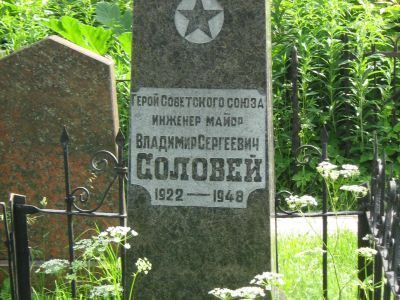 Герой Советского Союза
инженер майор
Владимир Сергеевич
Соловей
1922—1948